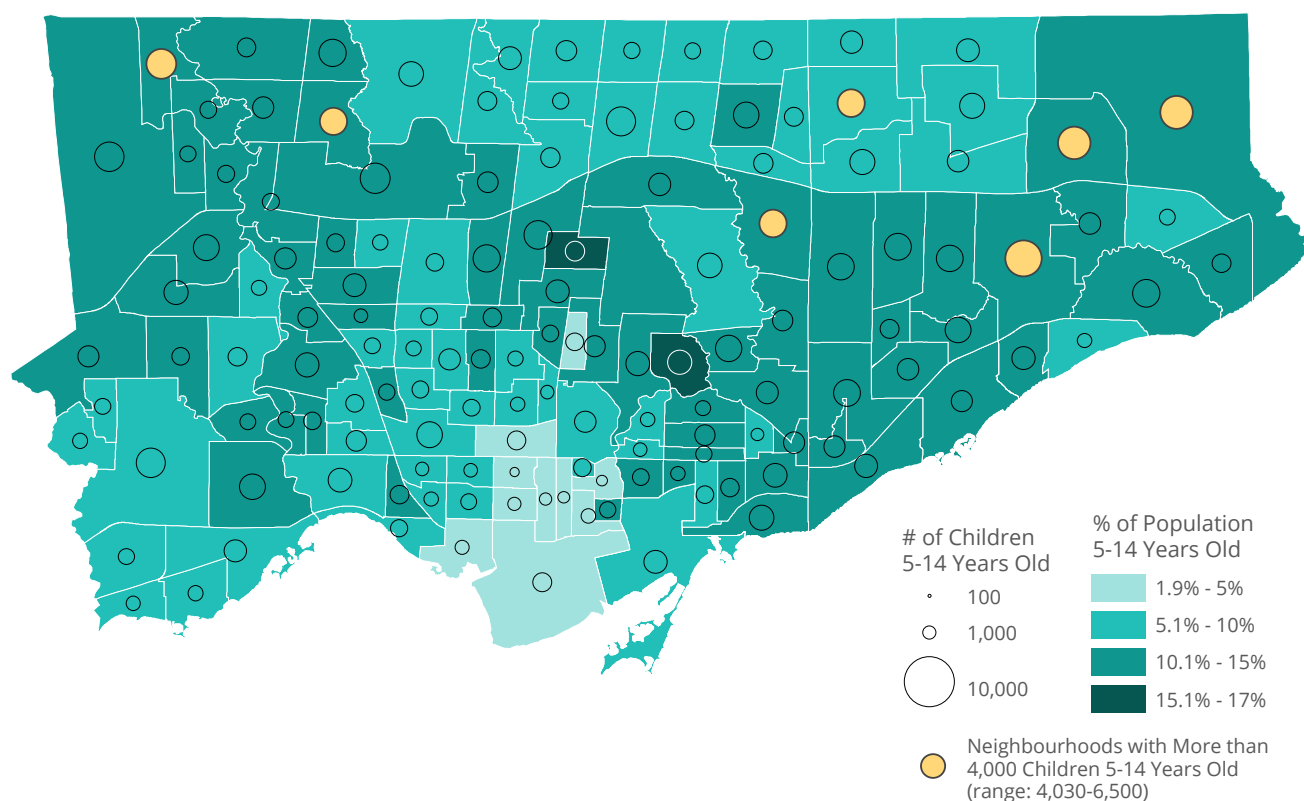 # of Children
5-14 Years Old
100
1,000
10,000
% of Population
5-14 Years Old
1.9% - 5%
5.1% - 10%
10.1% - 15%
15.1% - 17%
Neighbourhoods with More than
4,000 Children 5-14 Years Old
(range: 4,030-6,500)